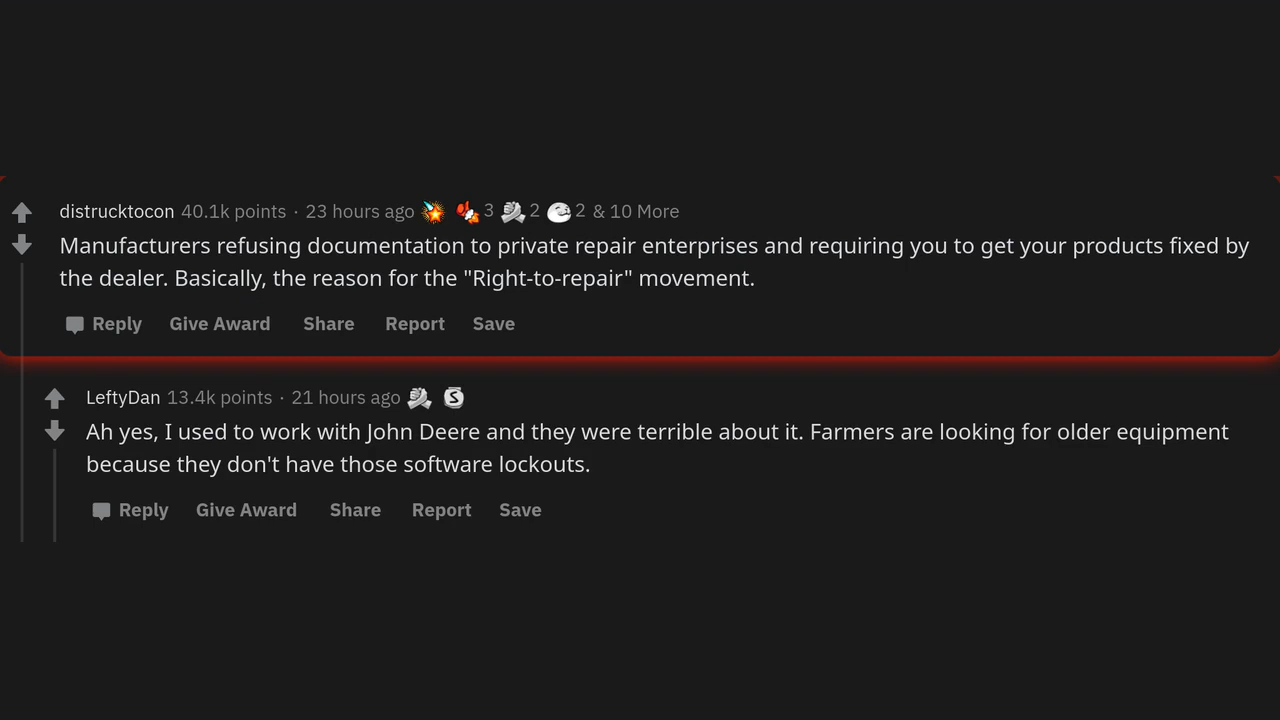 distrucktocon 40.1k points · 23 hours ago 3 2 2 & 10 More
Manufacturers refusing documentation to private repair enterprises and requiring you to get your products fixed by
the dealer. Basically, the reason for the "Right-to-repair" movement.
Reply Give Award Share Report Save
LeftyDan 13.4k points · 21 hours ago S
Ah yes, I used to work with John Deere and they were terrible about it. Farmers are looking for older equipment
because they don't have those software lockouts.
Reply Give Award Share Report Save